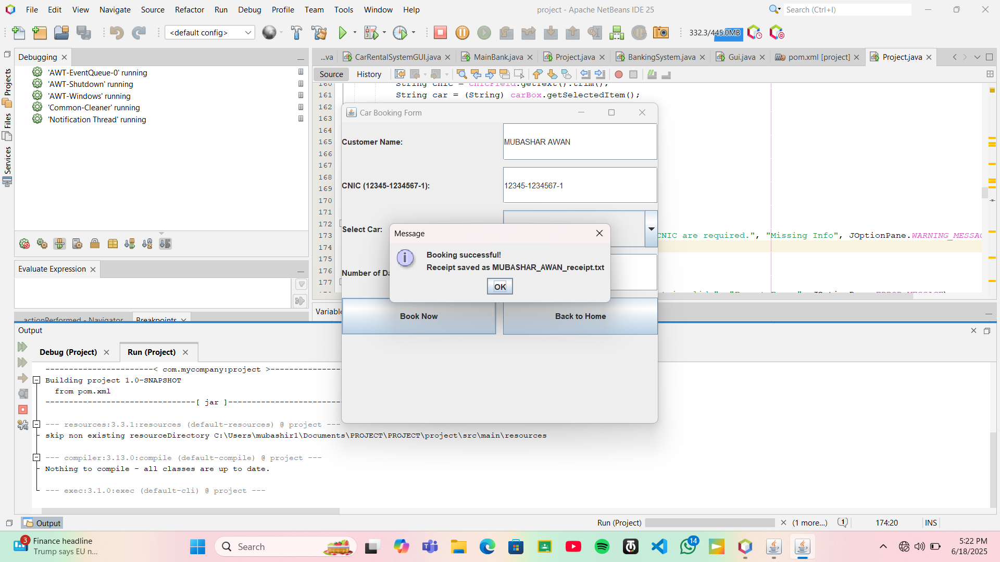 File Edit View Navigate Source Refactor Run Debug Profile Team Tools Window Help
project - Apache NetBeans IDE 25
Search (Ctrl+I)
<default config>
332.3/445.0MB
Debugging
...va CarRentalSystemGUI.java MainBank.java Project.java BankingSystem.java Gui.java pom.xml [project] Project.java
Source History
Projects
Files
Services
'AWT-EventQueue-0' running
'AWT-Shutdown' running
'AWT-Windows' running
'Common-Cleaner' running
'Notification Thread' running
160 String cnic = cnicField.getText().trim();
161 String car = (String) carBox.getSelectedItem();
162
163
164
165
166
167
168
169
170
171
172
173 CNIC are required.", "Missing Info", JOptionPane.WARNING_MESSAG
174
175
176
177
Car Booking Form
Customer Name: MUBASHAR AWAN
CNIC (12345-1234567-1): 12345-1234567-1
Select Car:
Number of Da
Message
Booking successful!
Receipt saved as MUBASHAR_AWAN_receipt.txt
OK
Book Now Back to Home
Evaluate Expression
actionPerformed - Navigator Breakpoints
Variable
Output
Debug (Project) Run (Project)
-----------------------< com.mycompany:project >----------------
Building project 1.0-SNAPSHOT
from pom.xml
--------------------------------[ jar ]------------------------
--- resources:3.3.1:resources (default-resources) @ project ---
skip non existing resourceDirectory C:\Users\mubashir1\Documents\PROJECT\PROJECT\project\src\main\resources
--- compiler:3.13.0:compile (default-compile) @ project ---
Nothing to compile - all classes are up to date.
--- exec:3.1.0:exec (default-cli) @ project ---
Output
Run (Project) (1 more...) 1 174:20 INS
3
Finance headline
Trump says EU n...
Search
14
5:22 PM
6/18/2025